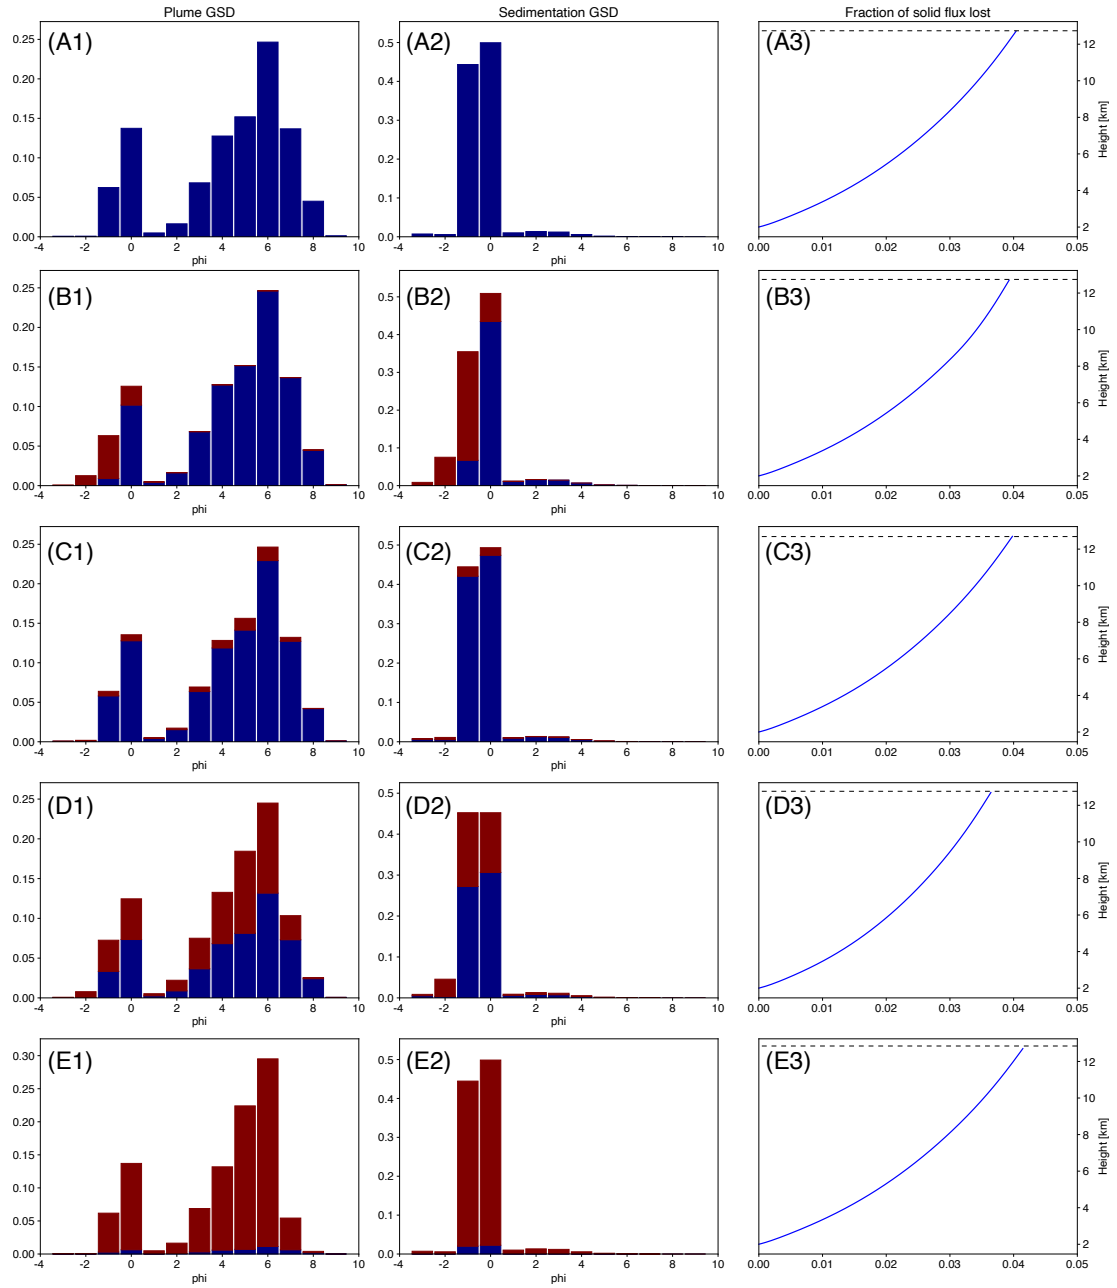 Plume GSD Sedimentation GSD Fraction of solid flux lost
(A1) (A2) (A3)
0.25 0.20 0.15 0.10 0.05 0.00
-4 -2 0 2 4 6 8 10
phi
0.5 0.4 0.3 0.2 0.1 0.0
-4 -2 0 2 4 6 8 10
phi
12 10 8 6 4 2
Height [km]
0.00 0.01 0.02 0.03 0.04 0.05
(B1) (B2) (B3)
0.25 0.20 0.15 0.10 0.05 0.00
-4 -2 0 2 4 6 8 10
phi
0.5 0.4 0.3 0.2 0.1 0.0
-4 -2 0 2 4 6 8 10
phi
12 10 8 6 4 2
Height [km]
0.00 0.01 0.02 0.03 0.04 0.05
(C1) (C2) (C3)
0.25 0.20 0.15 0.10 0.05 0.00
-4 -2 0 2 4 6 8 10
phi
0.5 0.4 0.3 0.2 0.1 0.0
-4 -2 0 2 4 6 8 10
phi
12 10 8 6 4 2
Height [km]
0.00 0.01 0.02 0.03 0.04 0.05
(D1) (D2) (D3)
0.25 0.20 0.15 0.10 0.05 0.00
-4 -2 0 2 4 6 8 10
phi
0.5 0.4 0.3 0.2 0.1 0.0
-4 -2 0 2 4 6 8 10
phi
12 10 8 6 4 2
Height [km]
0.00 0.01 0.02 0.03 0.04 0.05
(E1) (E2) (E3)
0.30 0.25 0.20 0.15 0.10 0.05 0.00
-4 -2 0 2 4 6 8 10
phi
0.5 0.4 0.3 0.2 0.1 0.0
-4 -2 0 2 4 6 8 10
phi
12 10 8 6 4 2
Height [km]
0.00 0.01 0.02 0.03 0.04 0.05